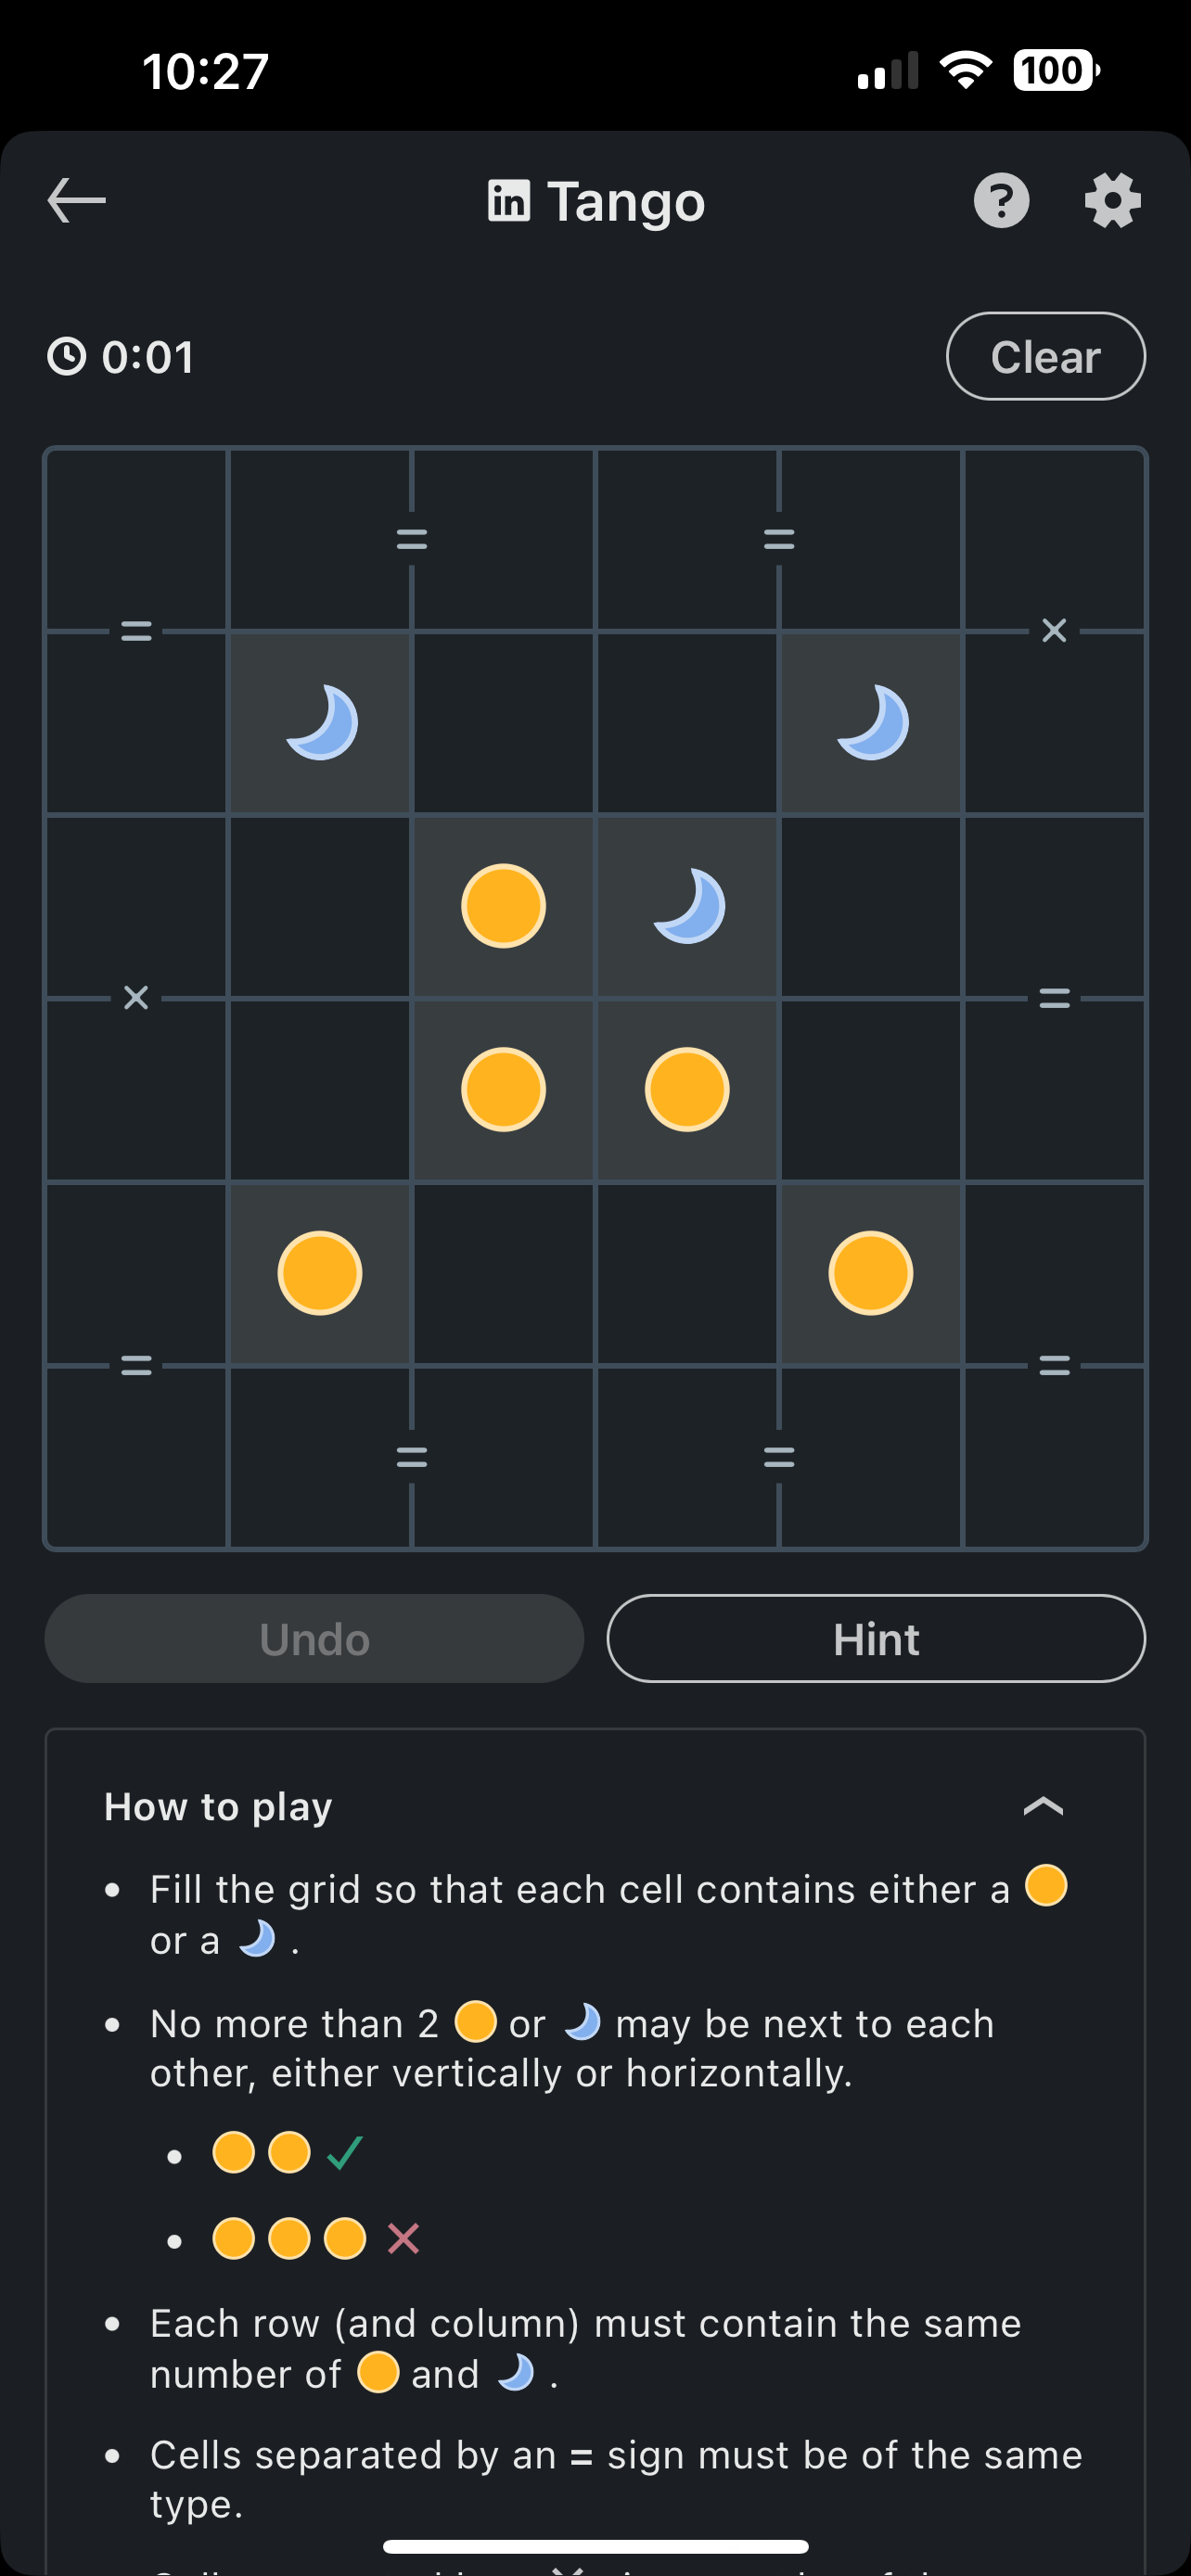 10:27
100
in Tango
0:01
Clear
=
=
=
×
×
=
=
=
=
=
Undo
Hint
How to play
Fill the grid so that each cell contains either a
or a .
No more than 2 or may be next to each
other, either vertically or horizontally.
Each row (and column) must contain the same
number of and .
Cells separated by an = sign must be of the same
type.